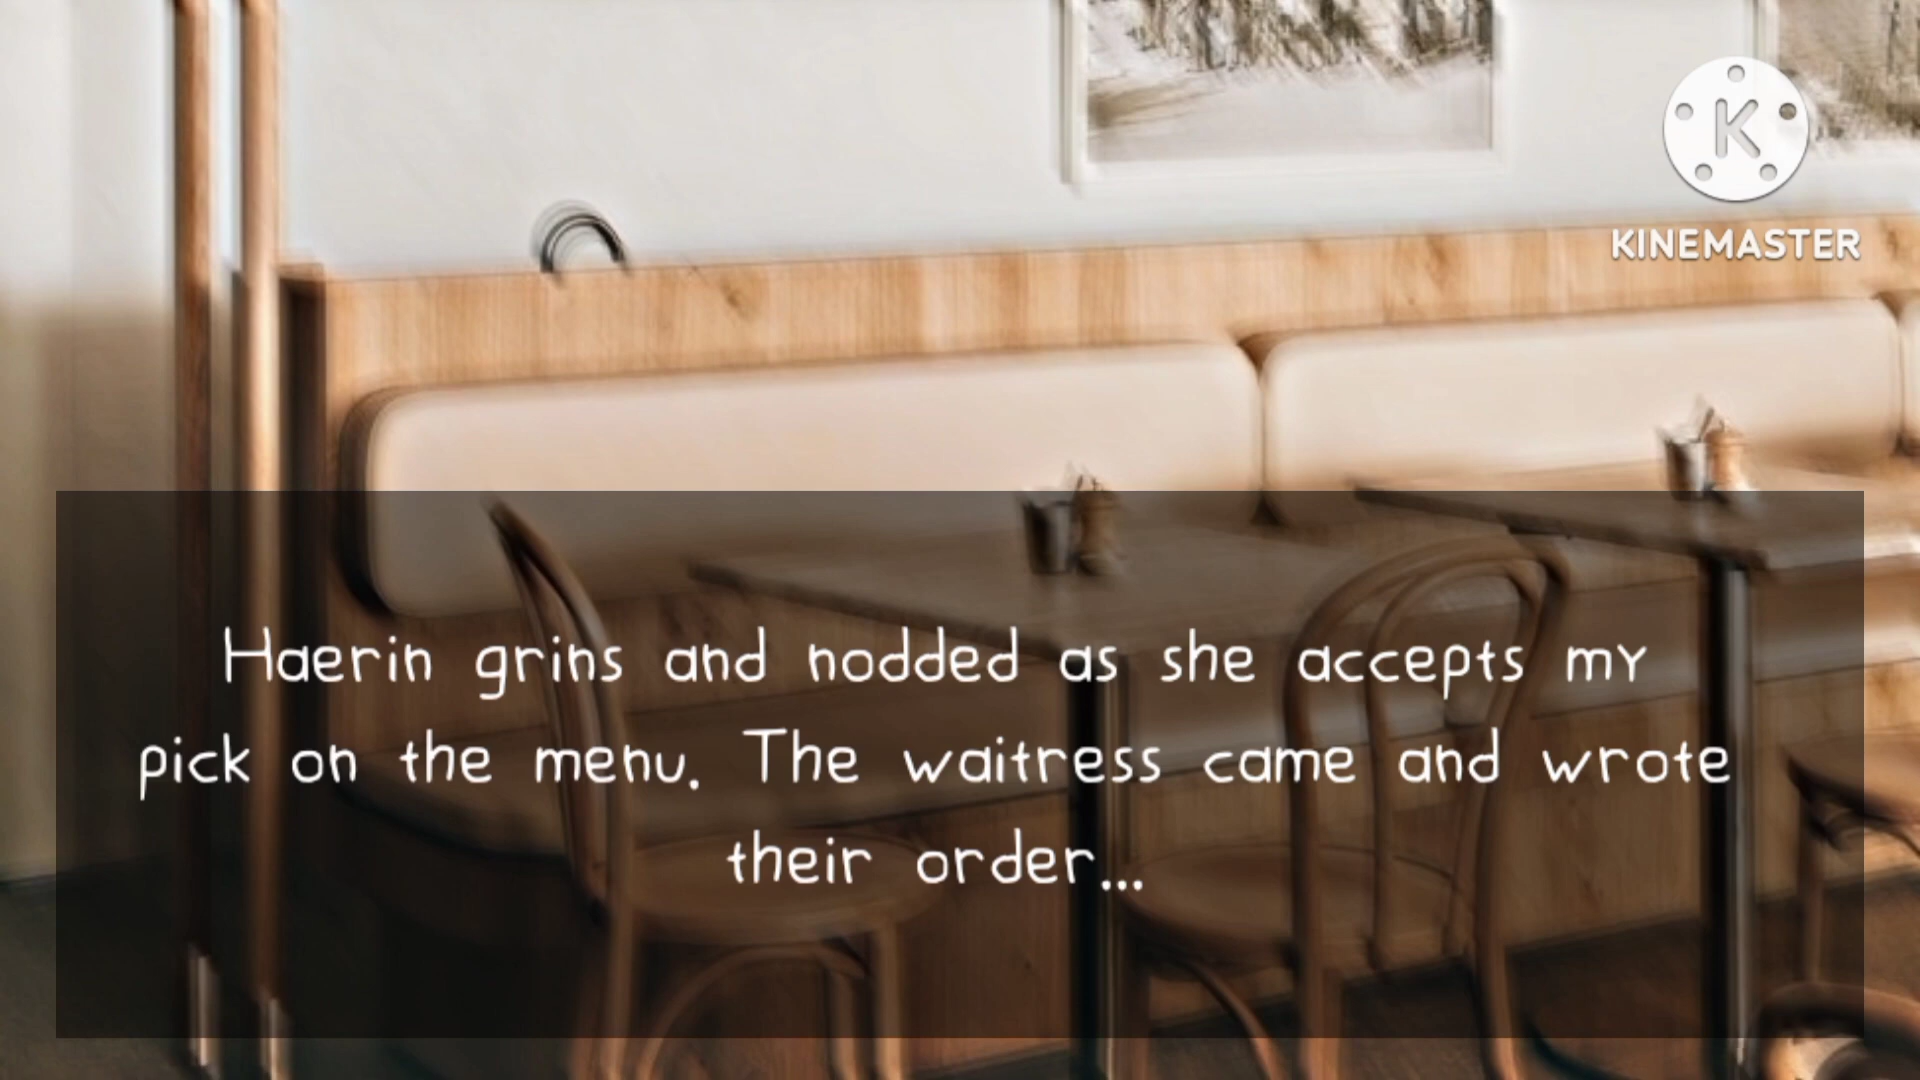 K
KINEMASTER
Haerin grins and nodded as she accepts my
pick on the menu. The waitress came and wrote
their order...